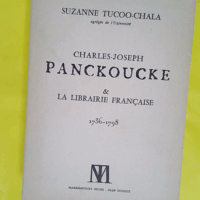 SUZANNE TUCOO-CHALA
agrégée de l'Université
CHARLES-JOSEPH
PANCKOUCKE
&
LA LIBRAIRIE FRANÇAISE
1736-1798